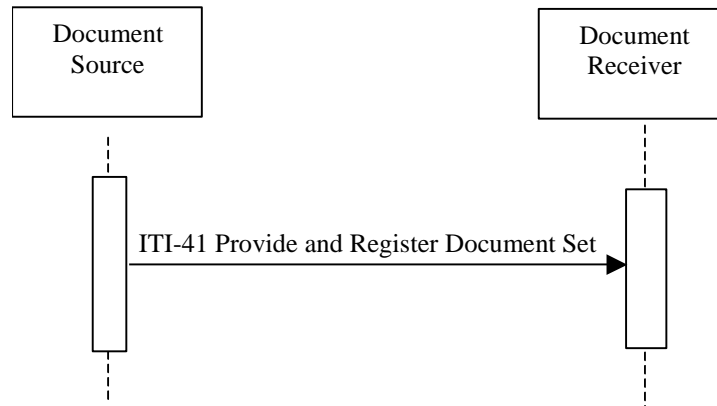 Document
Source
Document
Receiver
ITI-41 Provide and Register Document Set